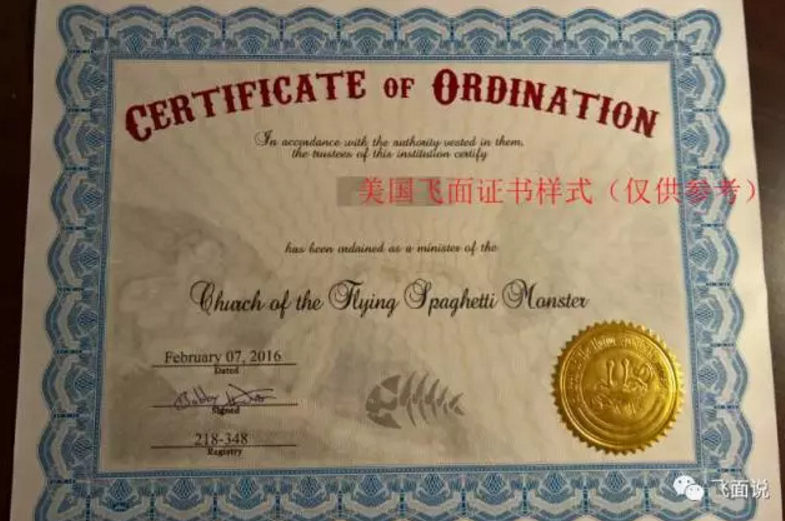 CERTIFICATE OF ORDINATION
In accordance with the authority vested in them,
the trustees of this institution certify
美国飞面证书样式（仅供参考）
has been ordained as a minister of the
Church of the Flying Spaghetti Monster
February 07, 2016
Dated
Signed
218-348
Registry
飞面说